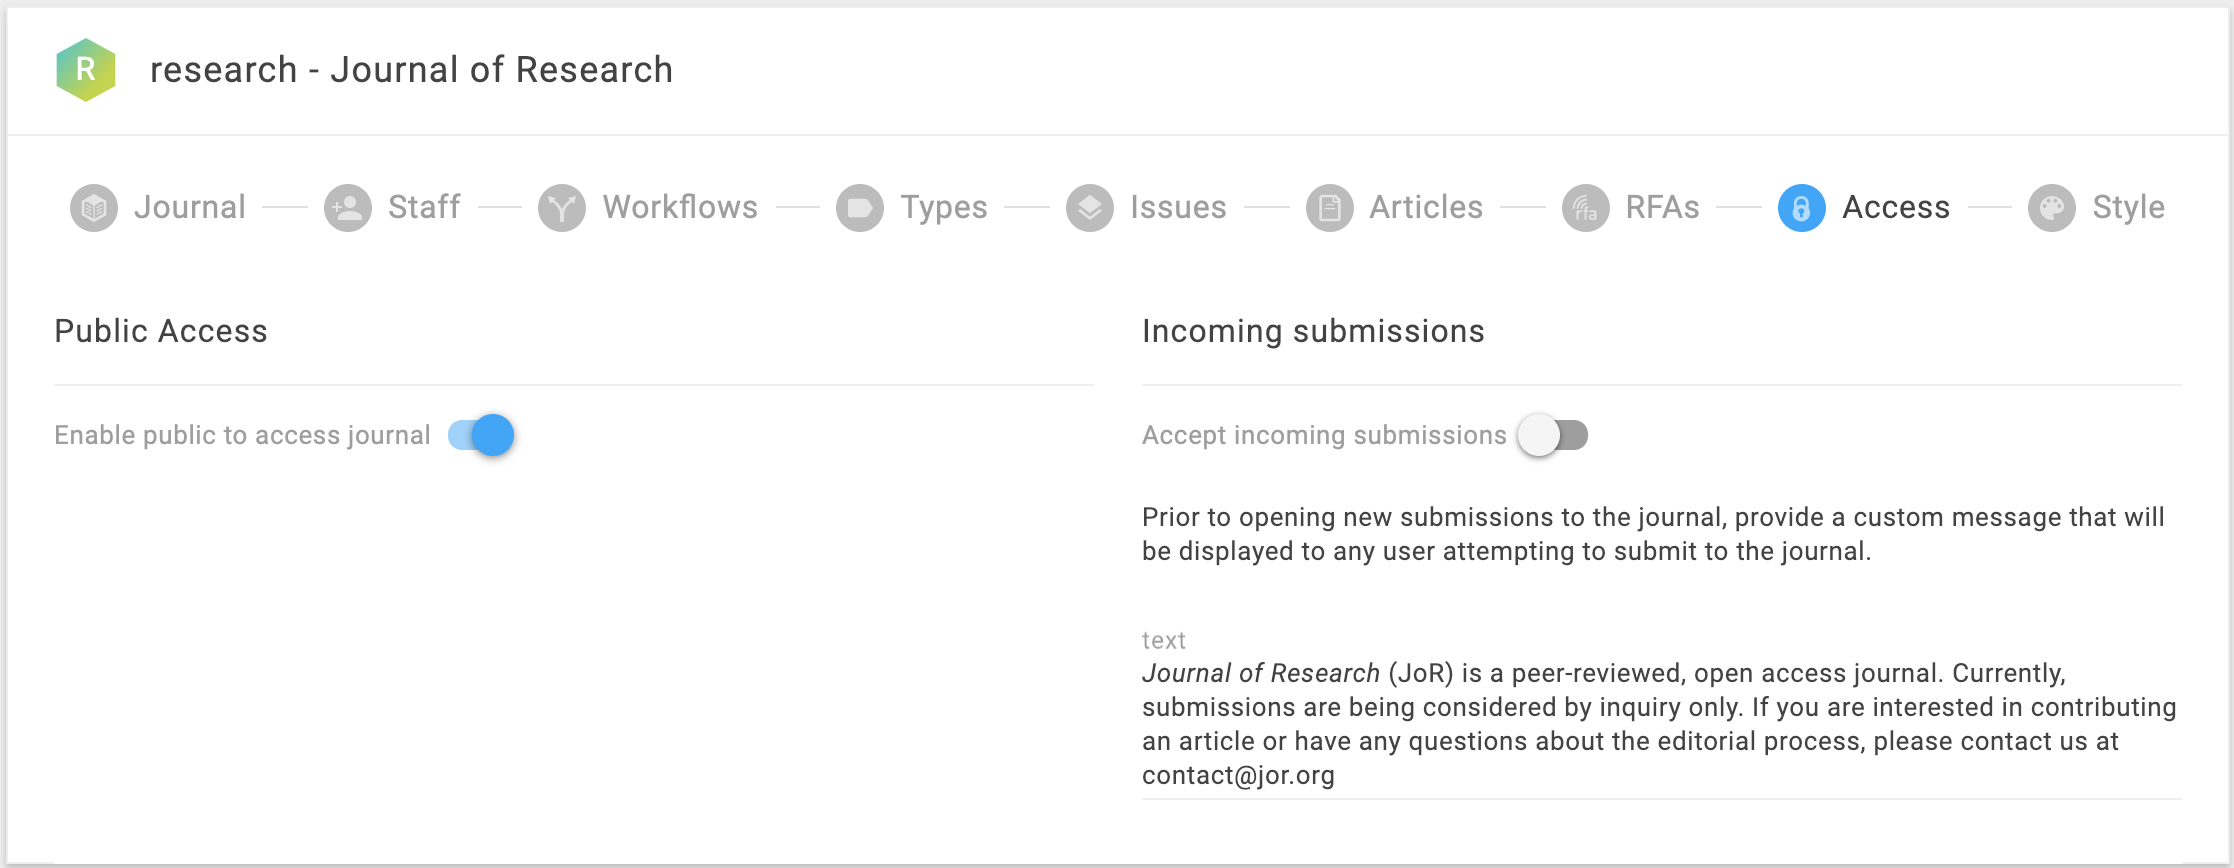 R
research - Journal of Research
Journal
Staff
Workflows
Types
Issues
Articles
rfa
RFAs
Access
Style
Public Access
Enable public to access journal
Incoming submissions
Accept incoming submissions
Prior to opening new submissions to the journal, provide a custom message that will
be displayed to any user attempting to submit to the journal.
text
Journal of Research (JoR) is a peer-reviewed, open access journal. Currently,
submissions are being considered by inquiry only. If you are interested in contributing
an article or have any questions about the editorial process, please contact us at
contact@jor.org